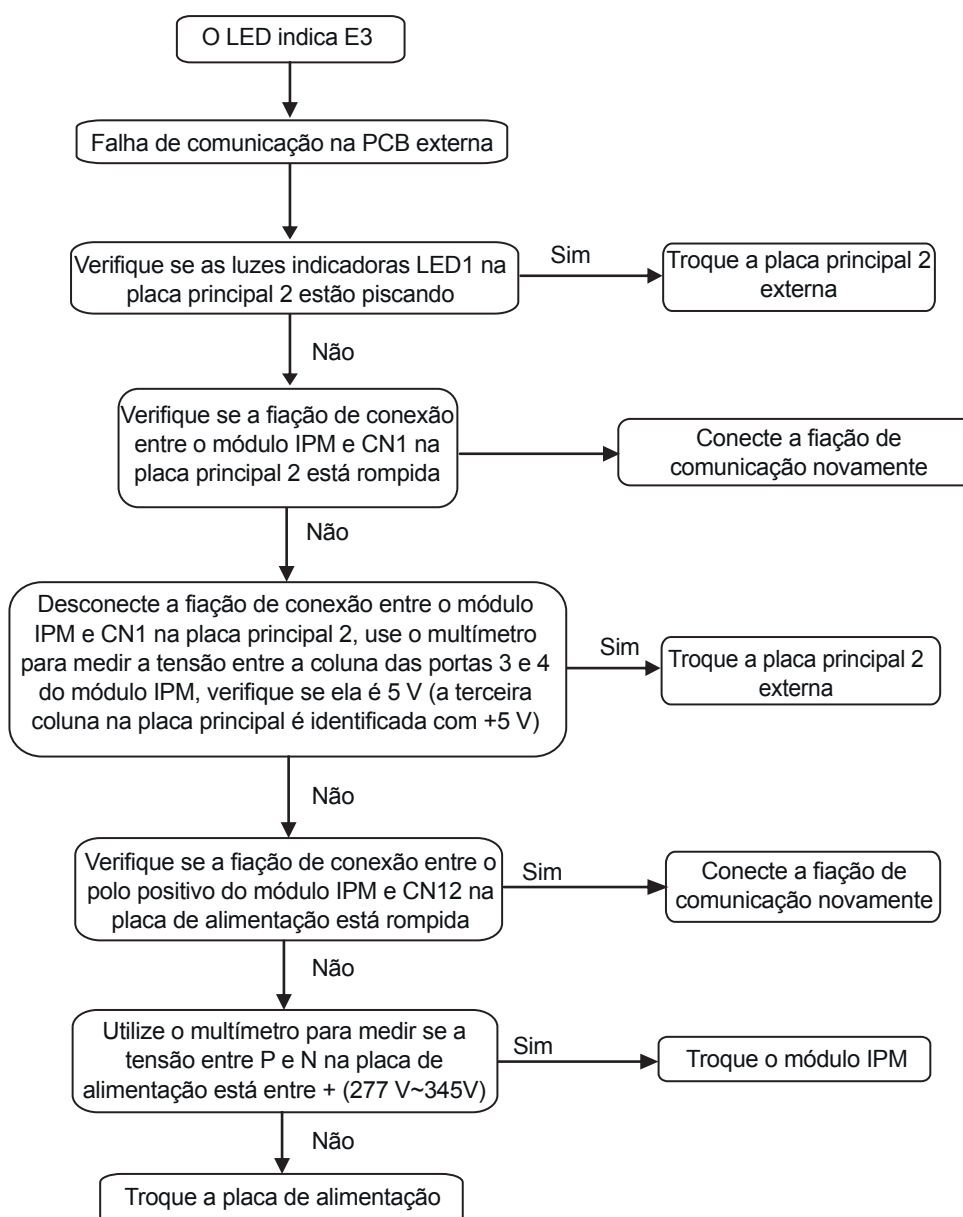 O LED indica E3
Falha de comunicação na PCB externa
Verifique se as luzes indicadoras LED1 na
placa principal 2 estão piscando
Sim
Troque a placa principal 2
externa
Não
Verifique se a fiação de conexão
entre o módulo IPM e CN1 na
placa principal 2 está rompida
Conecte a fiação de
comunicação novamente
Não
Desconecte a fiação de conexão entre o módulo
IPM e CN1 na placa principal 2, use o multímetro
para medir a tensão entre a coluna das portas 3 e 4
do módulo IPM, verifique se ela é 5 V (a terceira
coluna na placa principal é identificada com +5 V)
Sim
Troque a placa principal 2
externa
Não
Verifique se a fiação de conexão entre o
polo positivo do módulo IPM e CN12 na
placa de alimentação está rompida
Sim
Conecte a fiação de
comunicação novamente
Não
Utilize o multímetro para medir se a
tensão entre P e N na placa de
alimentação está entre + (277 V~345V)
Sim
Troque o módulo IPM
Não
Troque a placa de alimentação